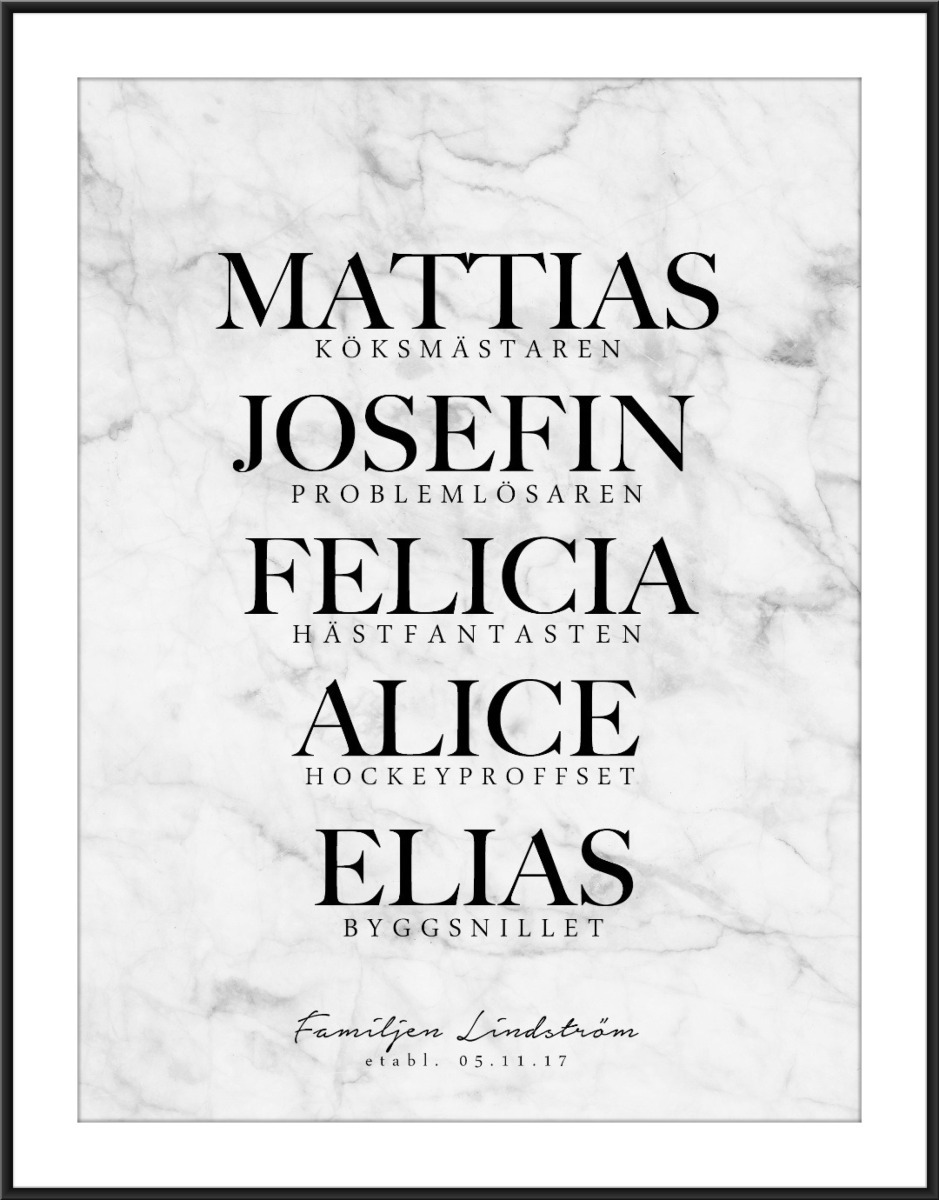 MATTIAS
KÖKSMÄSTAREN
JOSEFIN
PROBLEMLÖSAREN
FELICIA
HÄSTFANTASTEN
ALICE
HOCKEYPROFFSET
ELIAS
BYGGSNILLET
Familjen Lindström
etabl. 05.11.17